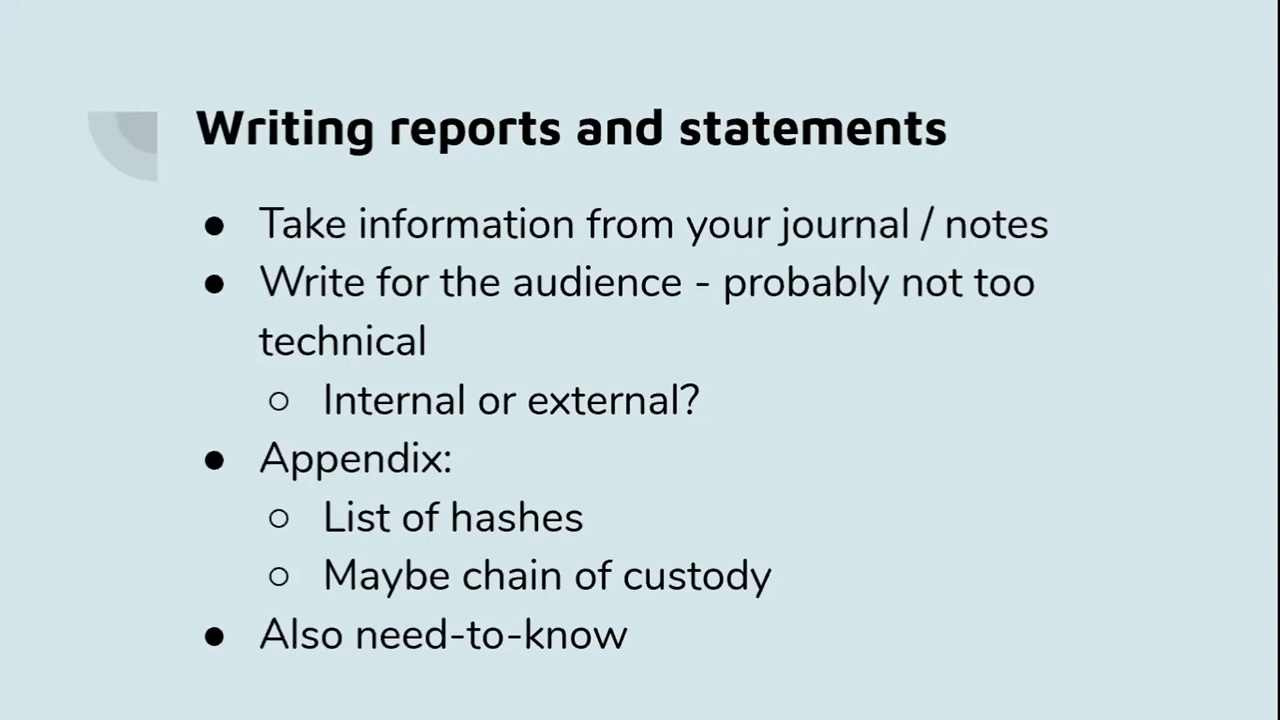 Writing reports and statements
● Take information from your journal / notes
● Write for the audience - probably not too
technical
○ Internal or external?
● Appendix:
○ List of hashes
○ Maybe chain of custody
● Also need-to-know